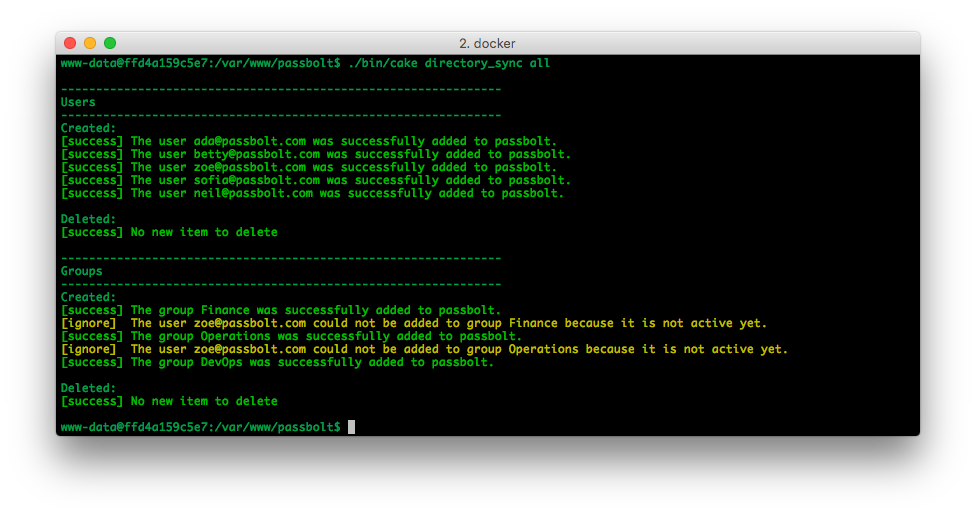 2. docker
www-data@ffd4a159c5e7:/var/www/passbolt$ ./bin/cake directory_sync all
---------------------------------------------------------------
Users
---------------------------------------------------------------
Created:
[success] The user ada@passbolt.com was successfully added to passbolt.
[success] The user betty@passbolt.com was successfully added to passbolt.
[success] The user zoe@passbolt.com was successfully added to passbolt.
[success] The user sofia@passbolt.com was successfully added to passbolt.
[success] The user neil@passbolt.com was successfully added to passbolt.
Deleted:
[success] No new item to delete
---------------------------------------------------------------
Groups
---------------------------------------------------------------
Created:
[success] The group Finance was successfully added to passbolt.
[ignore]  The user zoe@passbolt.com could not be added to group Finance because it is not active yet.
[success] The group Operations was successfully added to passbolt.
[ignore]  The user zoe@passbolt.com could not be added to group Operations because it is not active yet.
[success] The group DevOps was successfully added to passbolt.
Deleted:
[success] No new item to delete
www-data@ffd4a159c5e7:/var/www/passbolt$